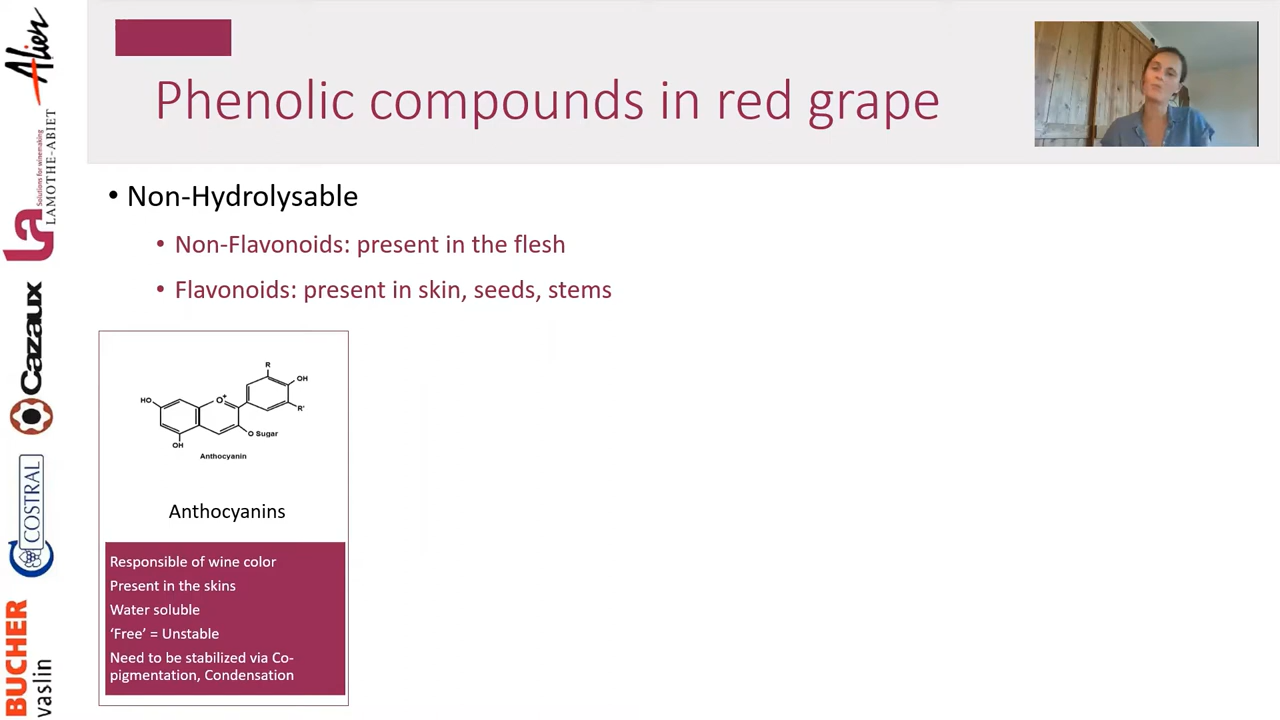 Alien
La
Solutions for winemaking
LAMOTHE-ABIET
Cazaux
COSTRAL
BUCHER
vaslin
Phenolic compounds in red grape
• Non-Hydrolysable
• Non-Flavonoids: present in the flesh
• Flavonoids: present in skin, seeds, stems
R
OH
HO
O+
R'
O Sugar
OH
Anthocyanin
Anthocyanins
Responsible of wine color
Present in the skins
Water soluble
‘Free’ = Unstable
Need to be stabilized via Co-
pigmentation, Condensation